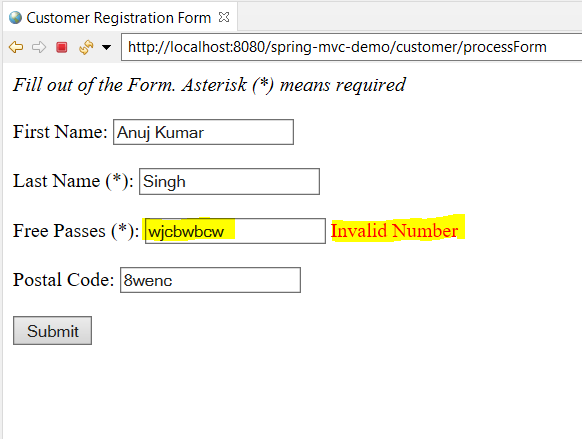 Customer Registration Form
http://localhost:8080/spring-mvc-demo/customer/processForm
Fill out of the Form. Asterisk (*) means required
First Name: Anuj Kumar
Last Name (*): Singh
Free Passes (*): wjcbwbcw Invalid Number
Postal Code: 8wenc
Submit